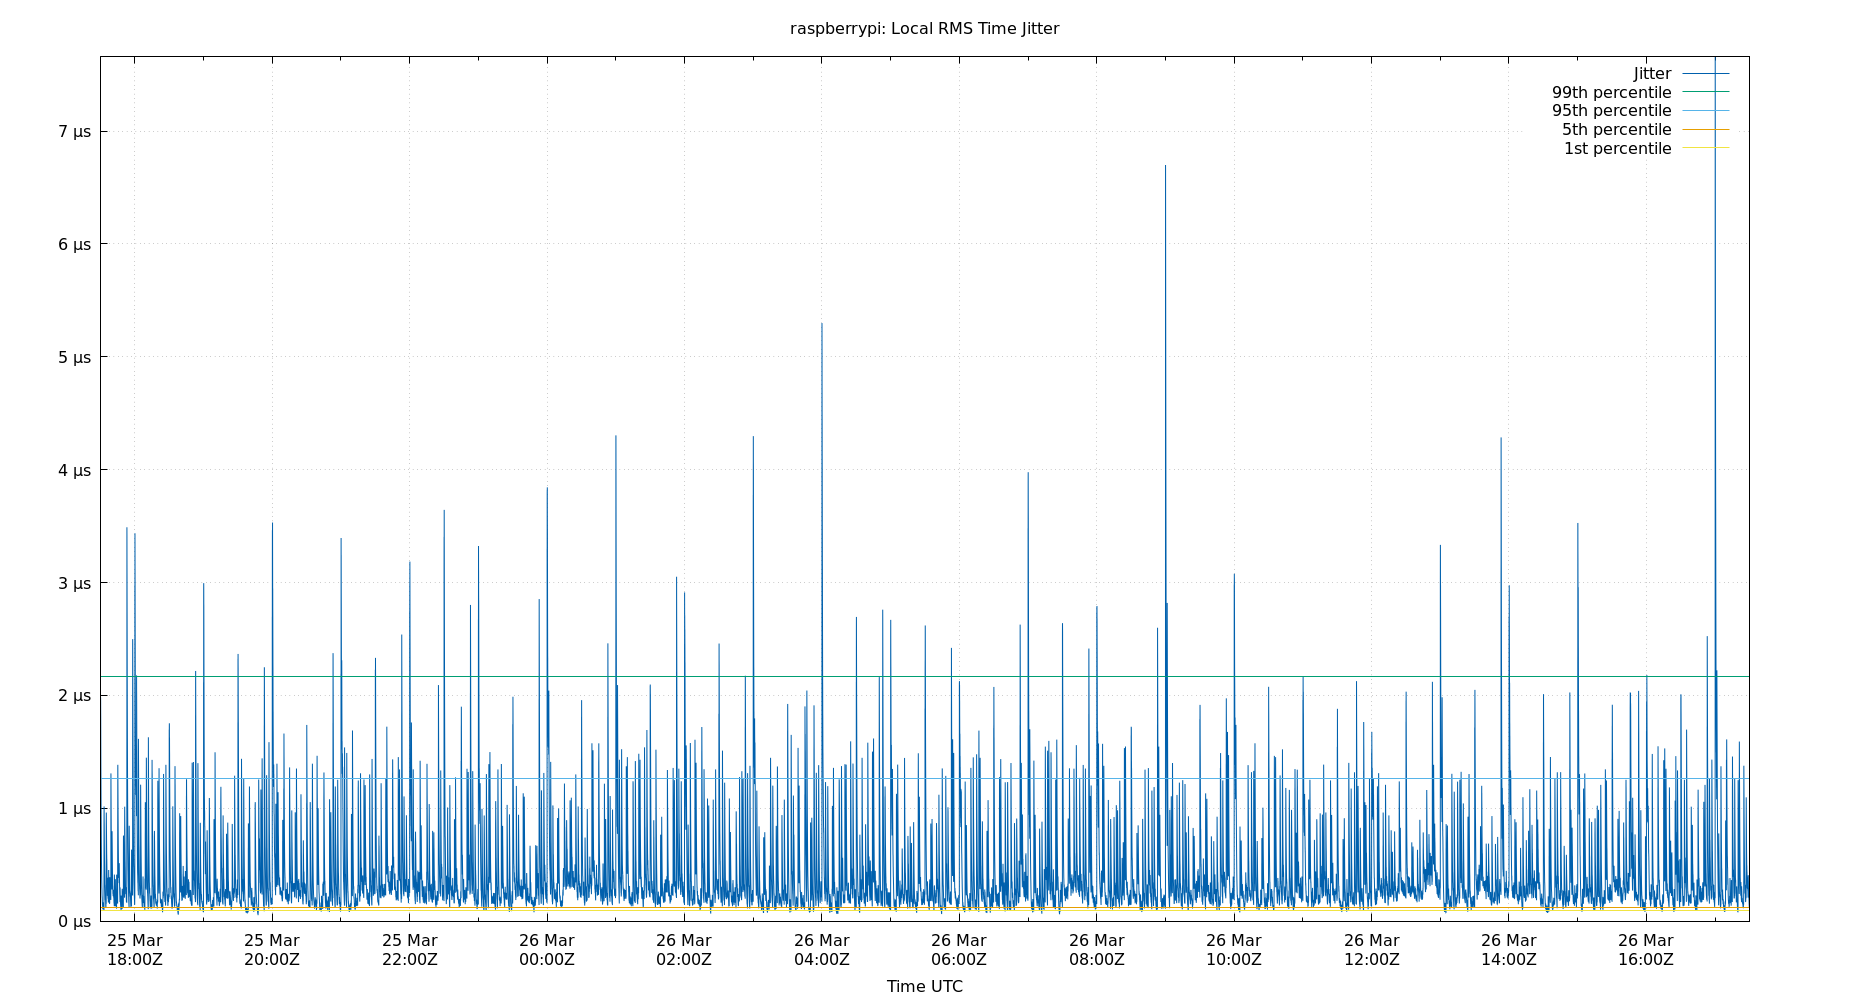 raspberrypi: Local RMS Time Jitter
Jitter
99th percentile
95th percentile
5th percentile
1st percentile
7 µs
6 µs
5 µs
4 µs
3 µs
2 µs
1 µs
0 µs
25 Mar 25 Mar 25 Mar 26 Mar 26 Mar 26 Mar 26 Mar 26 Mar 26 Mar 26 Mar 26 Mar 26 Mar
18:00Z 20:00Z 22:00Z 00:00Z 02:00Z 04:00Z 06:00Z 08:00Z 10:00Z 12:00Z 14:00Z 16:00Z
Time UTC